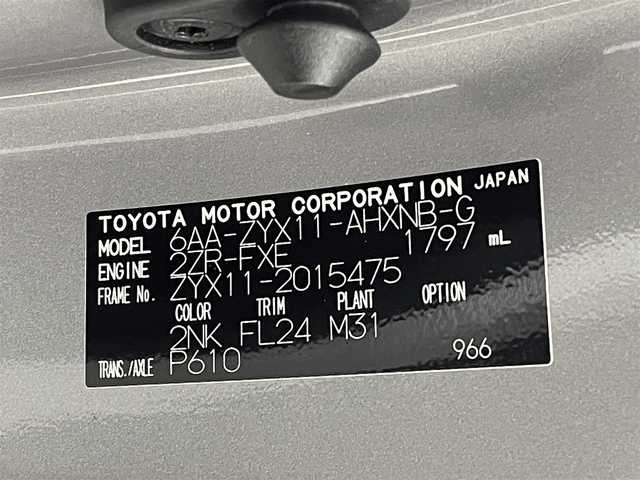 TOYOTA MOTOR CORPORATION JAPAN
MODEL 6AA-ZYX11-AHXNB-G
ENGINE 2ZR-FXE 1797 mL
FRAME No. ZYX11-2015475
COLOR TRIM PLANT OPTION
2NK FL24 M31
TRANS./AXLE P610 966